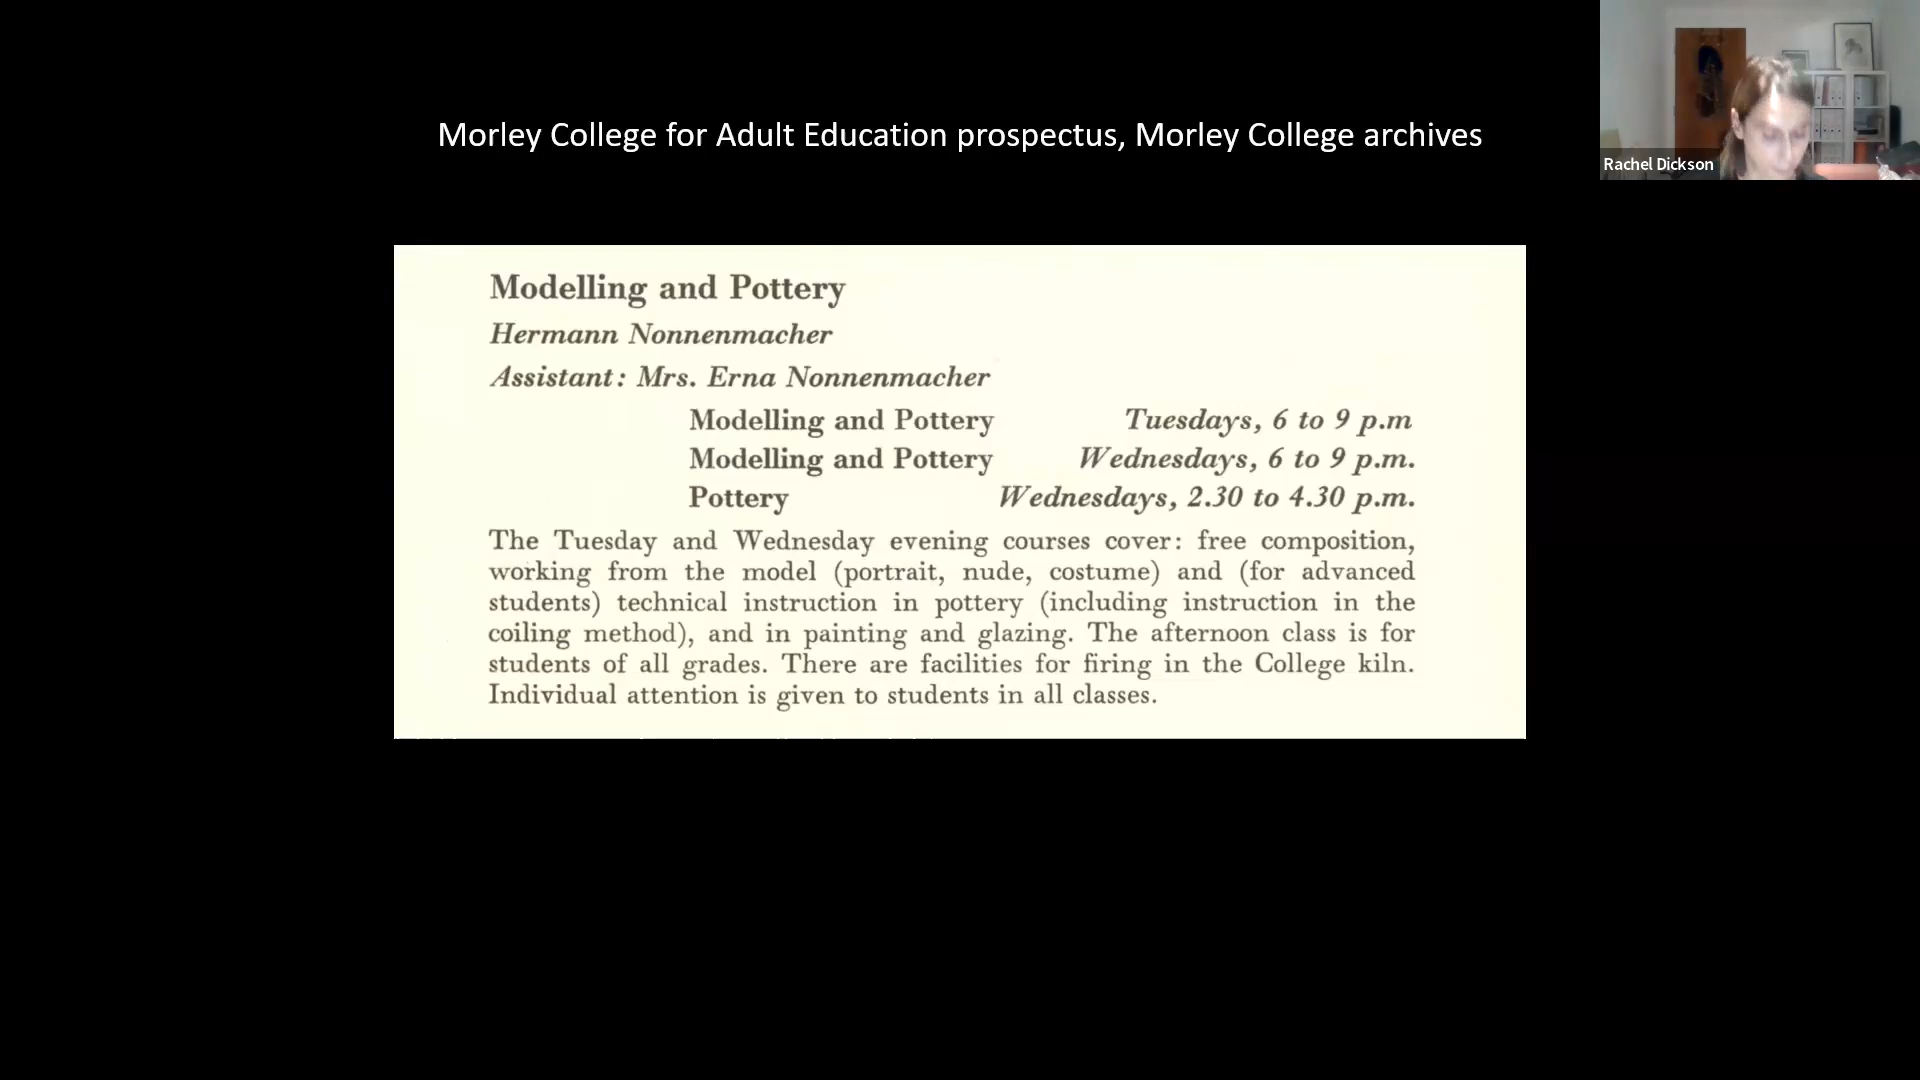 Morley College for Adult Education prospectus, Morley College archives
Rachel Dickson
Modelling and Pottery
Hermann Nonnenmacher
Assistant: Mrs. Erna Nonnenmacher
Modelling and Pottery Tuesdays, 6 to 9 p.m
Modelling and Pottery Wednesdays, 6 to 9 p.m.
Pottery Wednesdays, 2.30 to 4.30 p.m.
The Tuesday and Wednesday evening courses cover: free composition,
working from the model (portrait, nude, costume) and (for advanced
students) technical instruction in pottery (including instruction in the
coiling method), and in painting and glazing. The afternoon class is for
students of all grades. There are facilities for firing in the College kiln.
Individual attention is given to students in all classes.